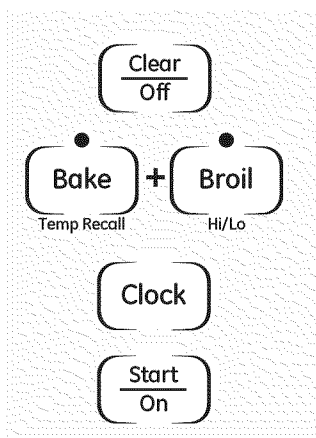 Clear
Off
Bake + Broil
Temp Recall Hi/Lo
Clock
Start
On